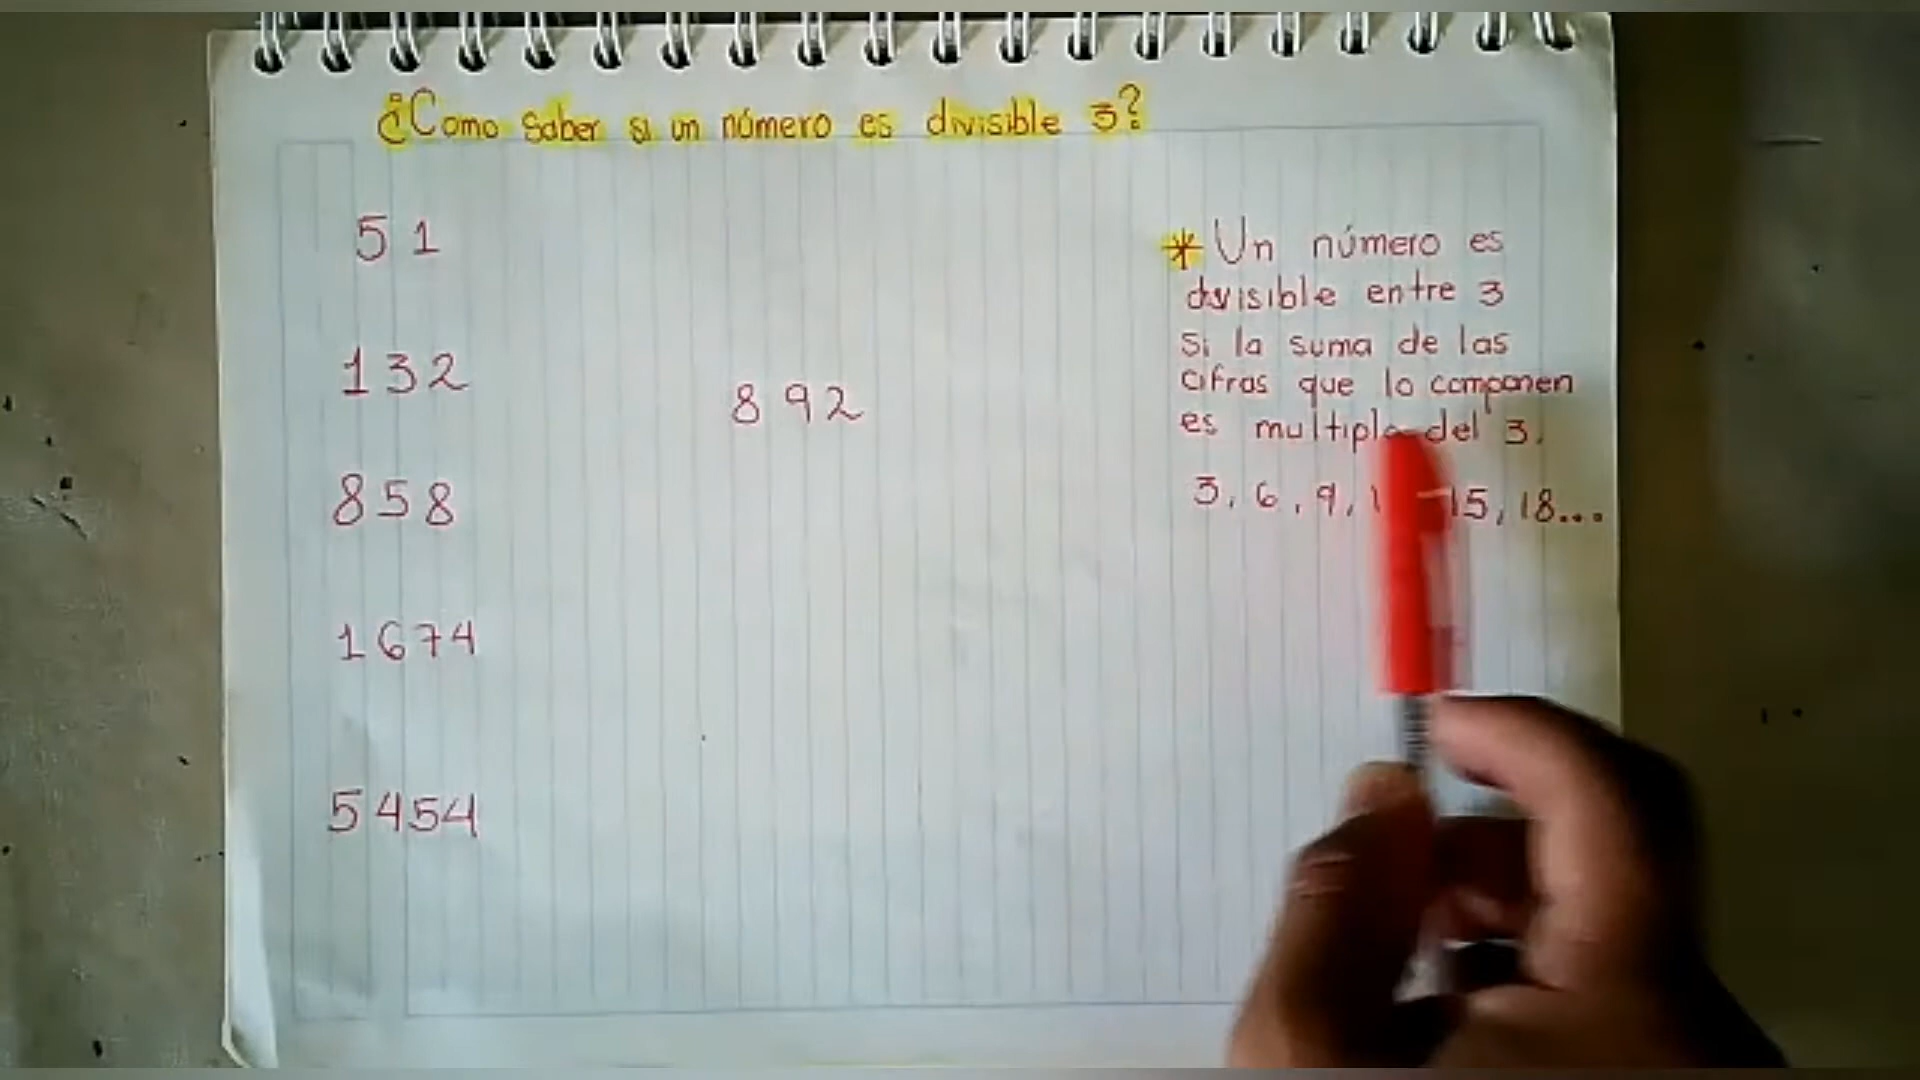 ¿Como Saber si un número es divisible 3?
51
132
858
1674
5454
892
* Un número es
divisible entre 3
Si la suma de las
cifras que lo componen
es multiplo del 3.
3, 6, 9, 15, 18...